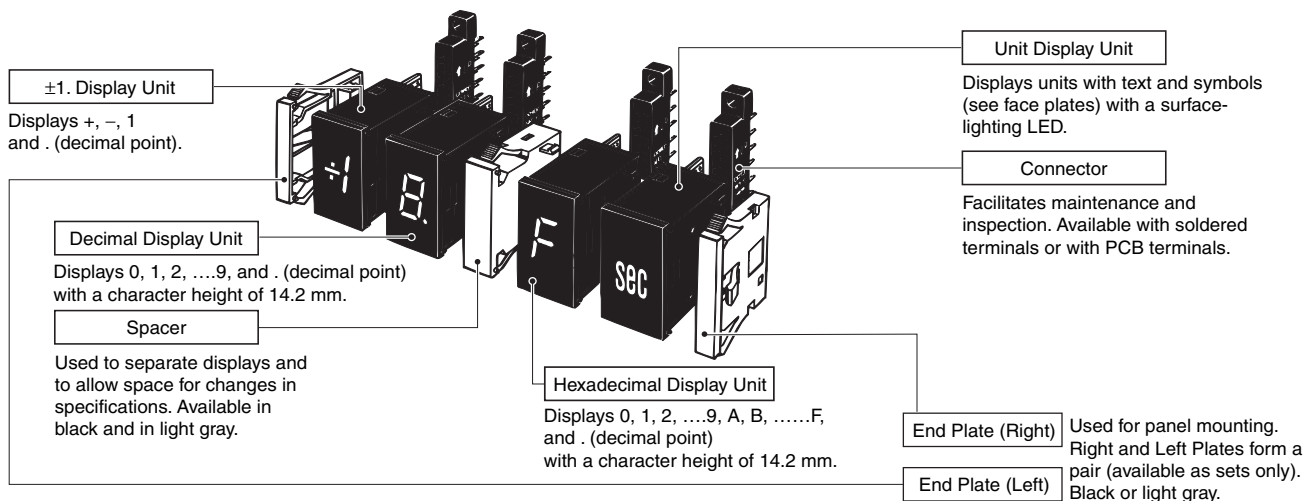 ±1. Display Unit
Displays +, −, 1
and . (decimal point).
Decimal Display Unit
Displays 0, 1, 2, ....9, and . (decimal point)
with a character height of 14.2 mm.
Spacer
Used to separate displays and
to allow space for changes in
specifications. Available in
black and in light gray.
÷1
8.
F
sec
Hexadecimal Display Unit
Displays 0, 1, 2, ....9, A, B, ......F,
and . (decimal point)
with a character height of 14.2 mm.
Unit Display Unit
Displays units with text and symbols
(see face plates) with a surface-
lighting LED.
Connector
Facilitates maintenance and
inspection. Available with soldered
terminals or with PCB terminals.
End Plate (Right)
End Plate (Left)
Used for panel mounting.
Right and Left Plates form a
pair (available as sets only).
Black or light gray.